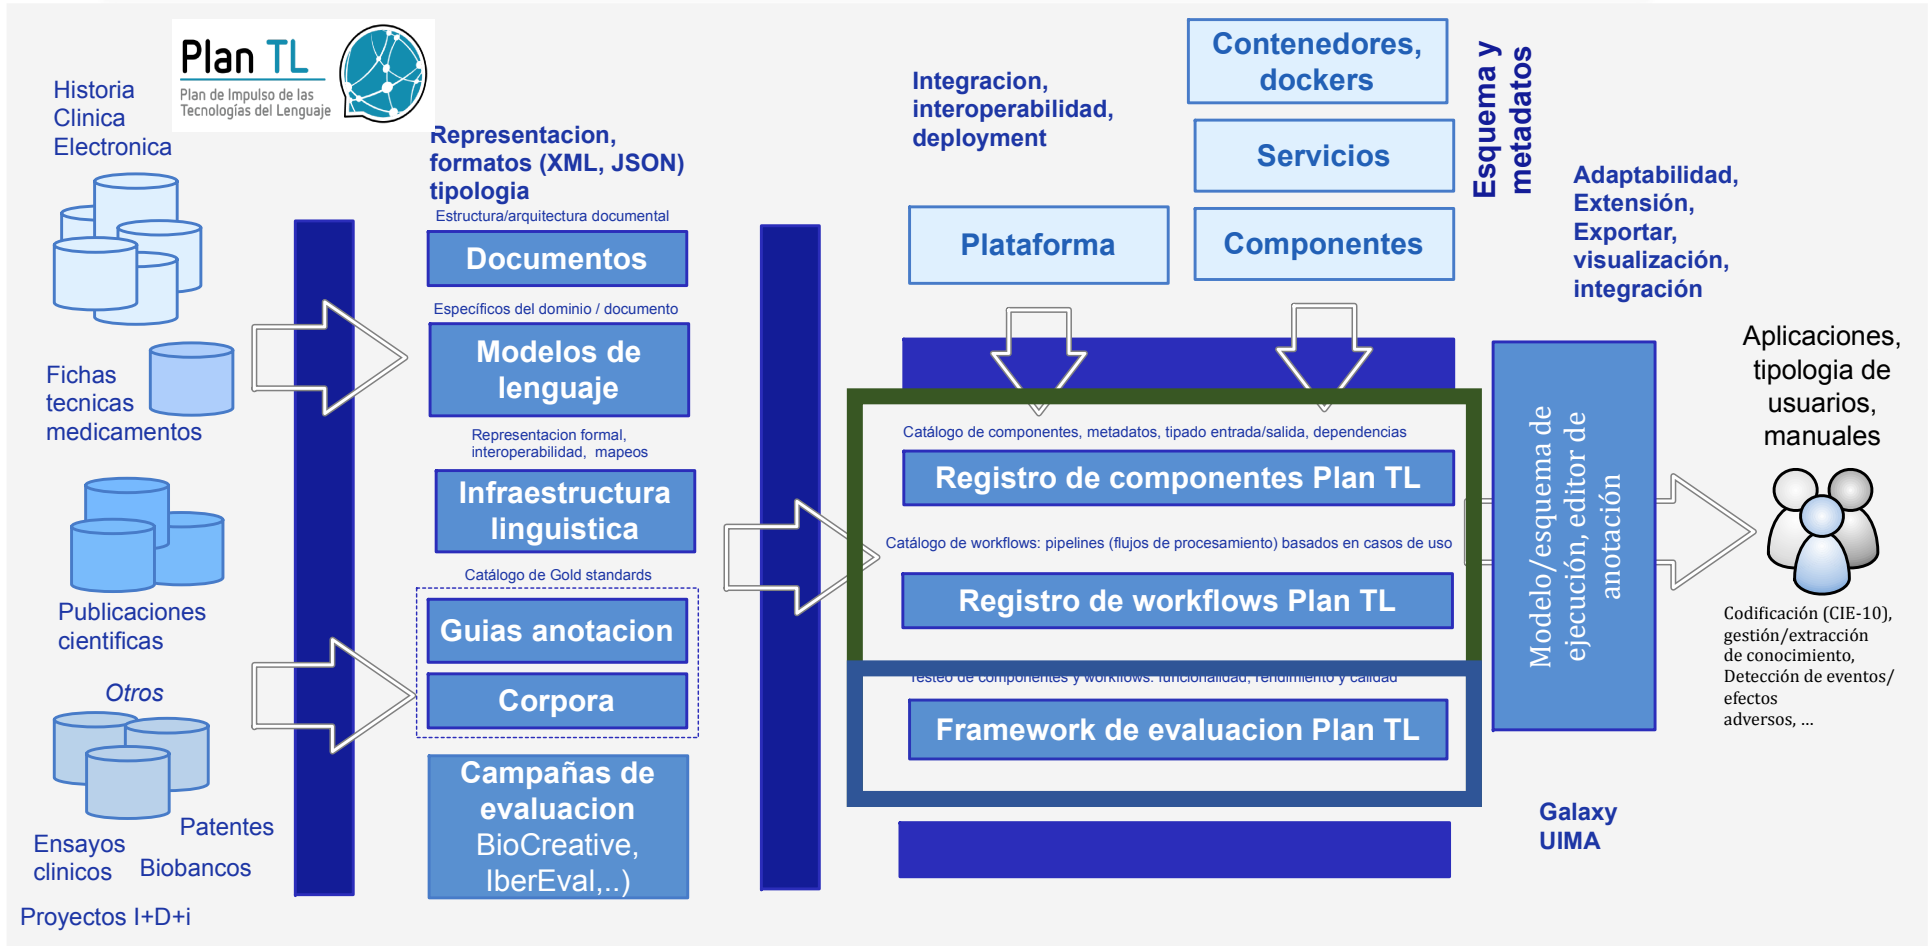 Plan TL
Plan de Impulso de las
Tecnologías del Lenguaje
Historia
Clinica
Electronica
Fichas
tecnicas
medicamentos
Publicaciones
cientificas
Otros
Patentes
Ensayos
clinicos
Biobancos
Proyectos I+D+i
Representacion,
formatos (XML, JSON)
tipologia
Estructura/arquitectura documental
Documentos
Específicos del dominio / documento
Modelos de
lenguaje
Representacion formal,
interoperabilidad, mapeos
Infraestructura
linguistica
Catálogo de Gold standards
Guias anotacion
Corpora
Campañas de
evaluacion
BioCreative,
IberEval,..)
Integracion,
interoperabilidad,
deployment
Plataforma
Contenedores,
dockers
Servicios
Componentes
Esquema y
metadatos
Catálogo de componentes, metadatos, tipado entrada/salida, dependencias
Registro de componentes Plan TL
Catálogo de workflows: pipelines (flujos de procesamiento) basados en casos de uso
Registro de workflows Plan TL
Testeo de componentes y workflows: funcionalidad, rendimiento y calidad
Framework de evaluacion Plan TL
Adaptabilidad,
Extensión,
Exportar,
visualización,
integración
Modelo/esquema de
ejecución, editor de
anotación
Galaxy
UIMA
Aplicaciones,
tipologia de
usuarios,
manuales
Codificación (CIE-10),
gestión/extracción
de conocimiento,
Detección de eventos/
efectos
adversos, ...